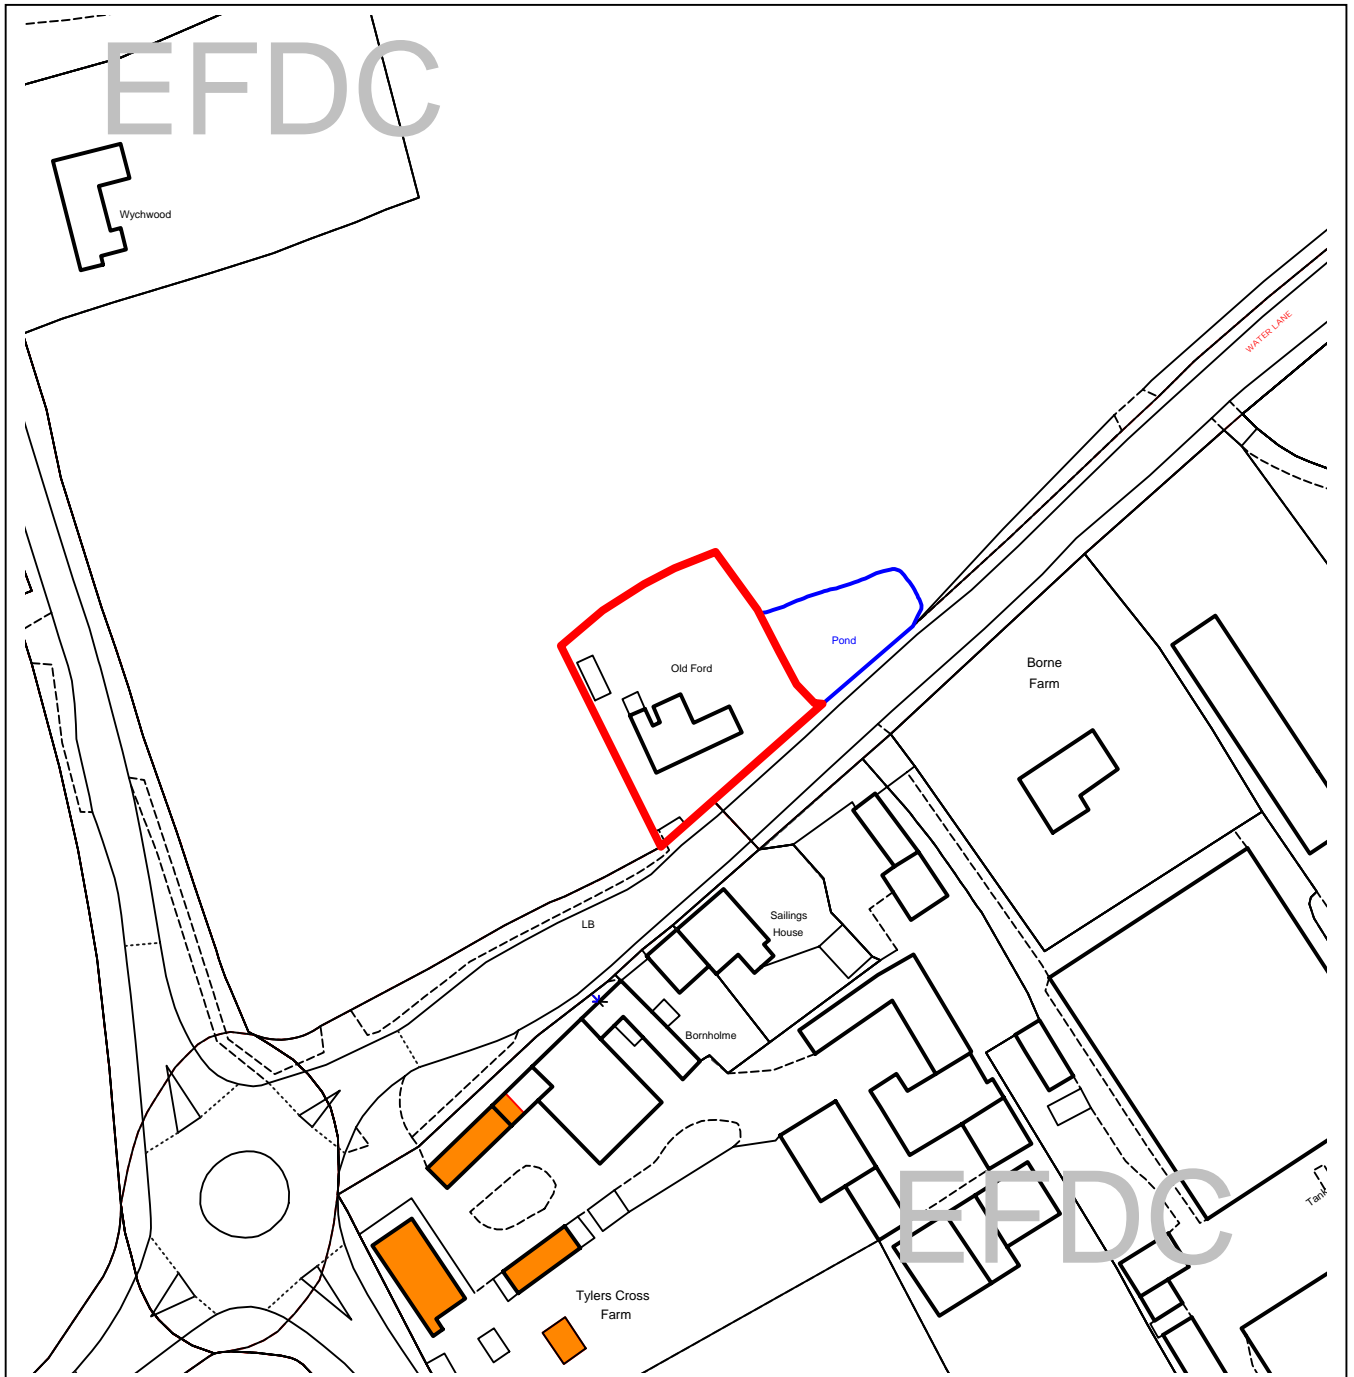 EFDC
Wychwood
WATER LANE
Pond
Old Ford
Borne
Farm
Sailings
House
LB
Bornholme
EFDC
Tank
Tylers Cross
Farm